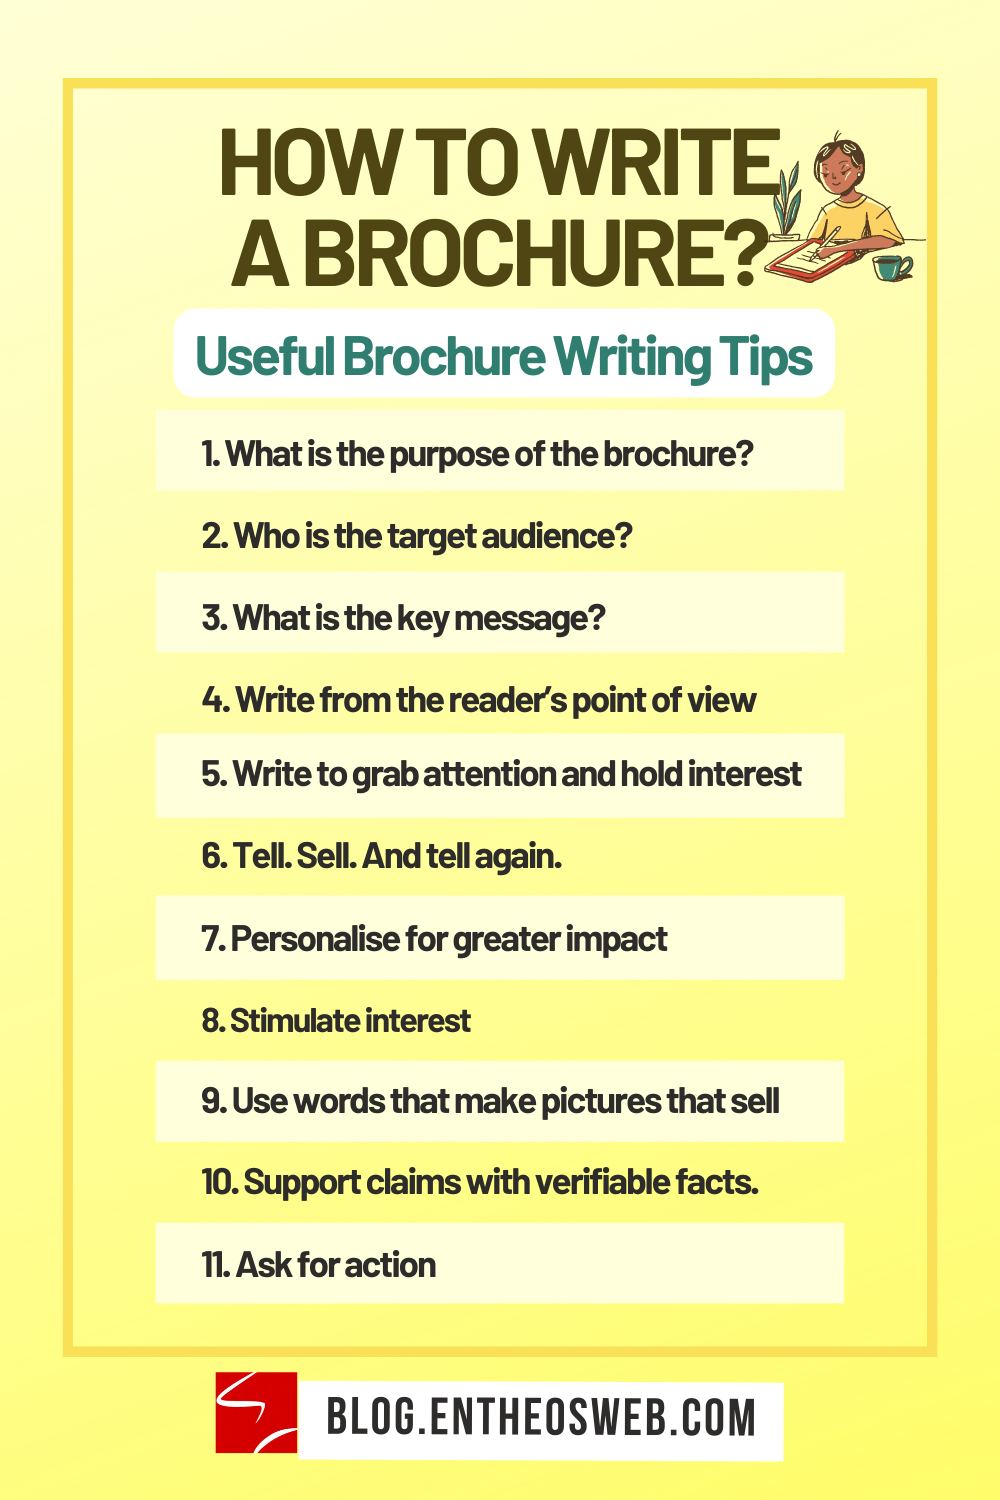 HOW TO WRITE
A BROCHURE?
Useful Brochure Writing Tips
1. What is the purpose of the brochure?
2. Who is the target audience?
3. What is the key message?
4. Write from the reader’s point of view
5. Write to grab attention and hold interest
6. Tell. Sell. And tell again.
7. Personalise for greater impact
8. Stimulate interest
9. Use words that make pictures that sell
10. Support claims with verifiable facts.
11. Ask for action
BLOG.ENTHEOSWEB.COM